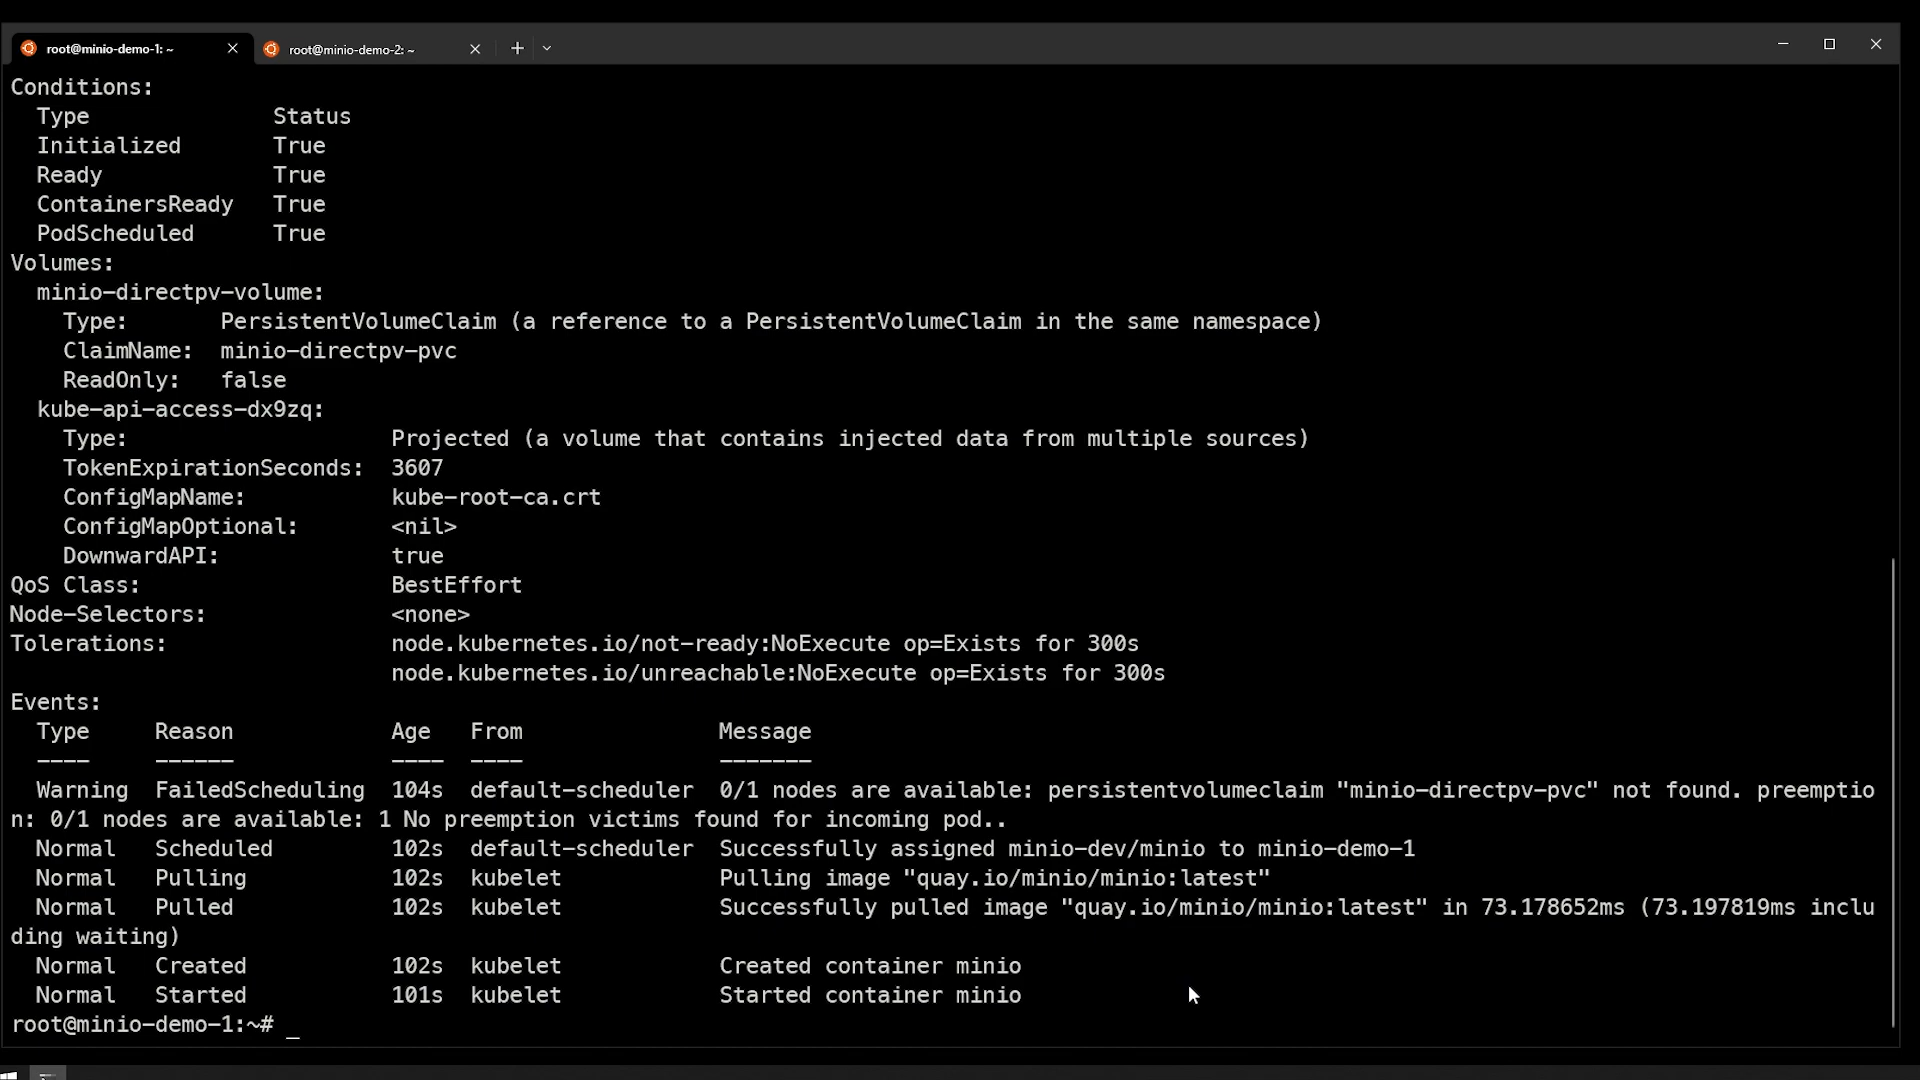 root@minio-demo-1: ~
root@minio-demo-2: ~
Conditions:
Type Status
Initialized True
Ready True
ContainersReady True
PodScheduled True
Volumes:
minio-directpv-volume:
Type: PersistentVolumeClaim (a reference to a PersistentVolumeClaim in the same namespace)
ClaimName: minio-directpv-pvc
ReadOnly: false
kube-api-access-dx9zq:
Type: Projected (a volume that contains injected data from multiple sources)
TokenExpirationSeconds: 3607
ConfigMapName: kube-root-ca.crt
ConfigMapOptional: <nil>
DownwardAPI: true
QoS Class: BestEffort
Node-Selectors: <none>
Tolerations: node.kubernetes.io/not-ready:NoExecute op=Exists for 300s
node.kubernetes.io/unreachable:NoExecute op=Exists for 300s
Events:
Type Reason Age From Message
---- ------ ---- ---- -------
Warning FailedScheduling 104s default-scheduler 0/1 nodes are available: persistentvolumeclaim "minio-directpv-pvc" not found. preemptio
n: 0/1 nodes are available: 1 No preemption victims found for incoming pod..
Normal Scheduled 102s default-scheduler Successfully assigned minio-dev/minio to minio-demo-1
Normal Pulling 102s kubelet Pulling image "quay.io/minio/minio:latest"
Normal Pulled 102s kubelet Successfully pulled image "quay.io/minio/minio:latest" in 73.178652ms (73.197819ms inclu
ding waiting)
Normal Created 102s kubelet Created container minio
Normal Started 101s kubelet Started container minio
root@minio-demo-1:~# _